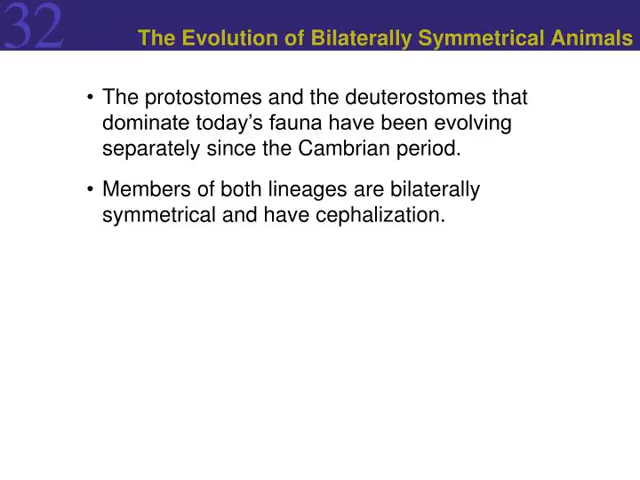 32
The Evolution of Bilaterally Symmetrical Animals
• The protostomes and the deuterostomes that
dominate today’s fauna have been evolving
separately since the Cambrian period.
• Members of both lineages are bilaterally
symmetrical and have cephalization.